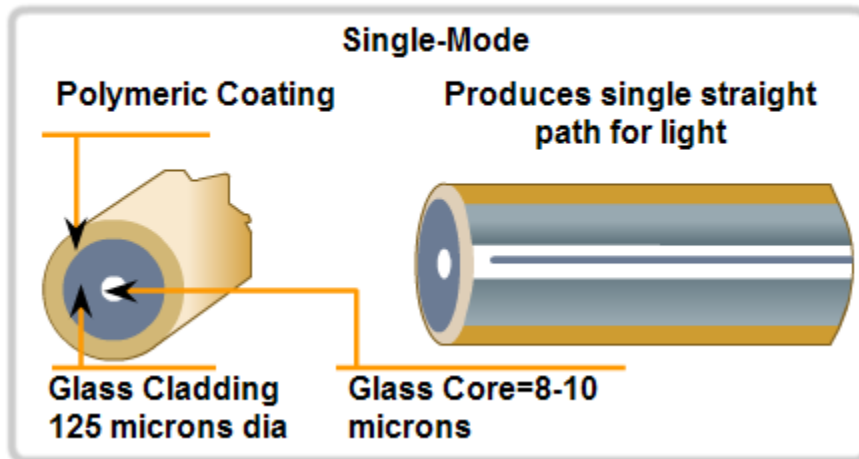 Single-Mode
Polymeric Coating
Produces single straight
path for light
Glass Cladding
125 microns dia
Glass Core=8-10
microns